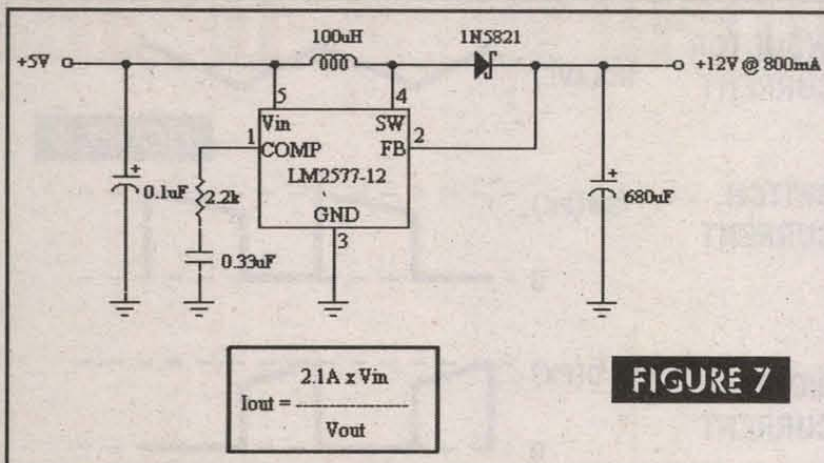 100uH
1N5821
+5V
+12V @ 800mA
5
4
Vin
SW
1
2
COMP
FB
LM2577-12
0.1uF
2.2k
680uF
GND
3
0.33uF
2.1A x Vin
Iout = ----------------
Vout
FIGURE 7